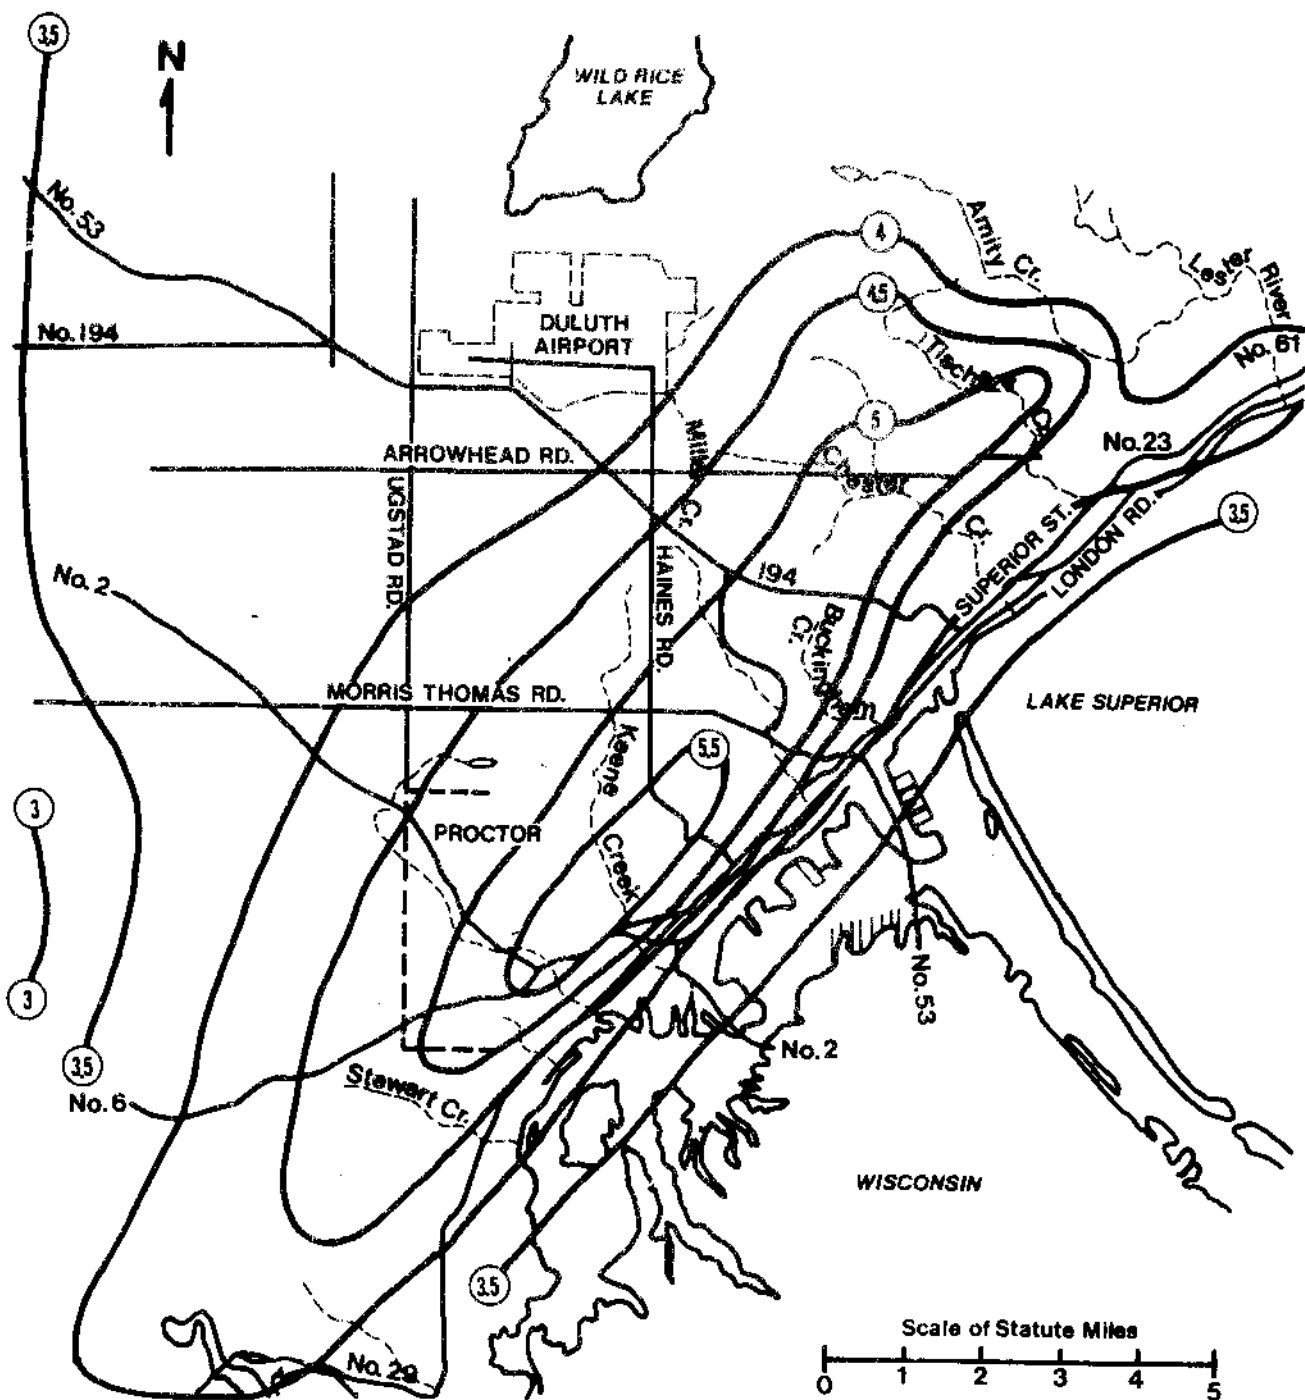 3.5
N
WILD RICE
LAKE
No. 53
4
Amity
Cr.
Lester
River
4.5
No. 194
DULUTH
AIRPORT
Tischer
No. 61
5
Miller
Cr.
ARROWHEAD RD.
Chester
Cr.
No. 23
UGSTAD RD.
3.5
No. 2
HAINES RD.
194
SUPERIOR ST.
LONDON RD.
Buckingham
Cr.
MORRIS THOMAS RD.
LAKE SUPERIOR
Keene
Creek
5.5
3
PROCTOR
3
No. 53
3.5
No. 2
No. 6
Stewart Cr.
WISCONSIN
3.5
No. 29
Scale of Statute Miles
0 1 2 3 4 5